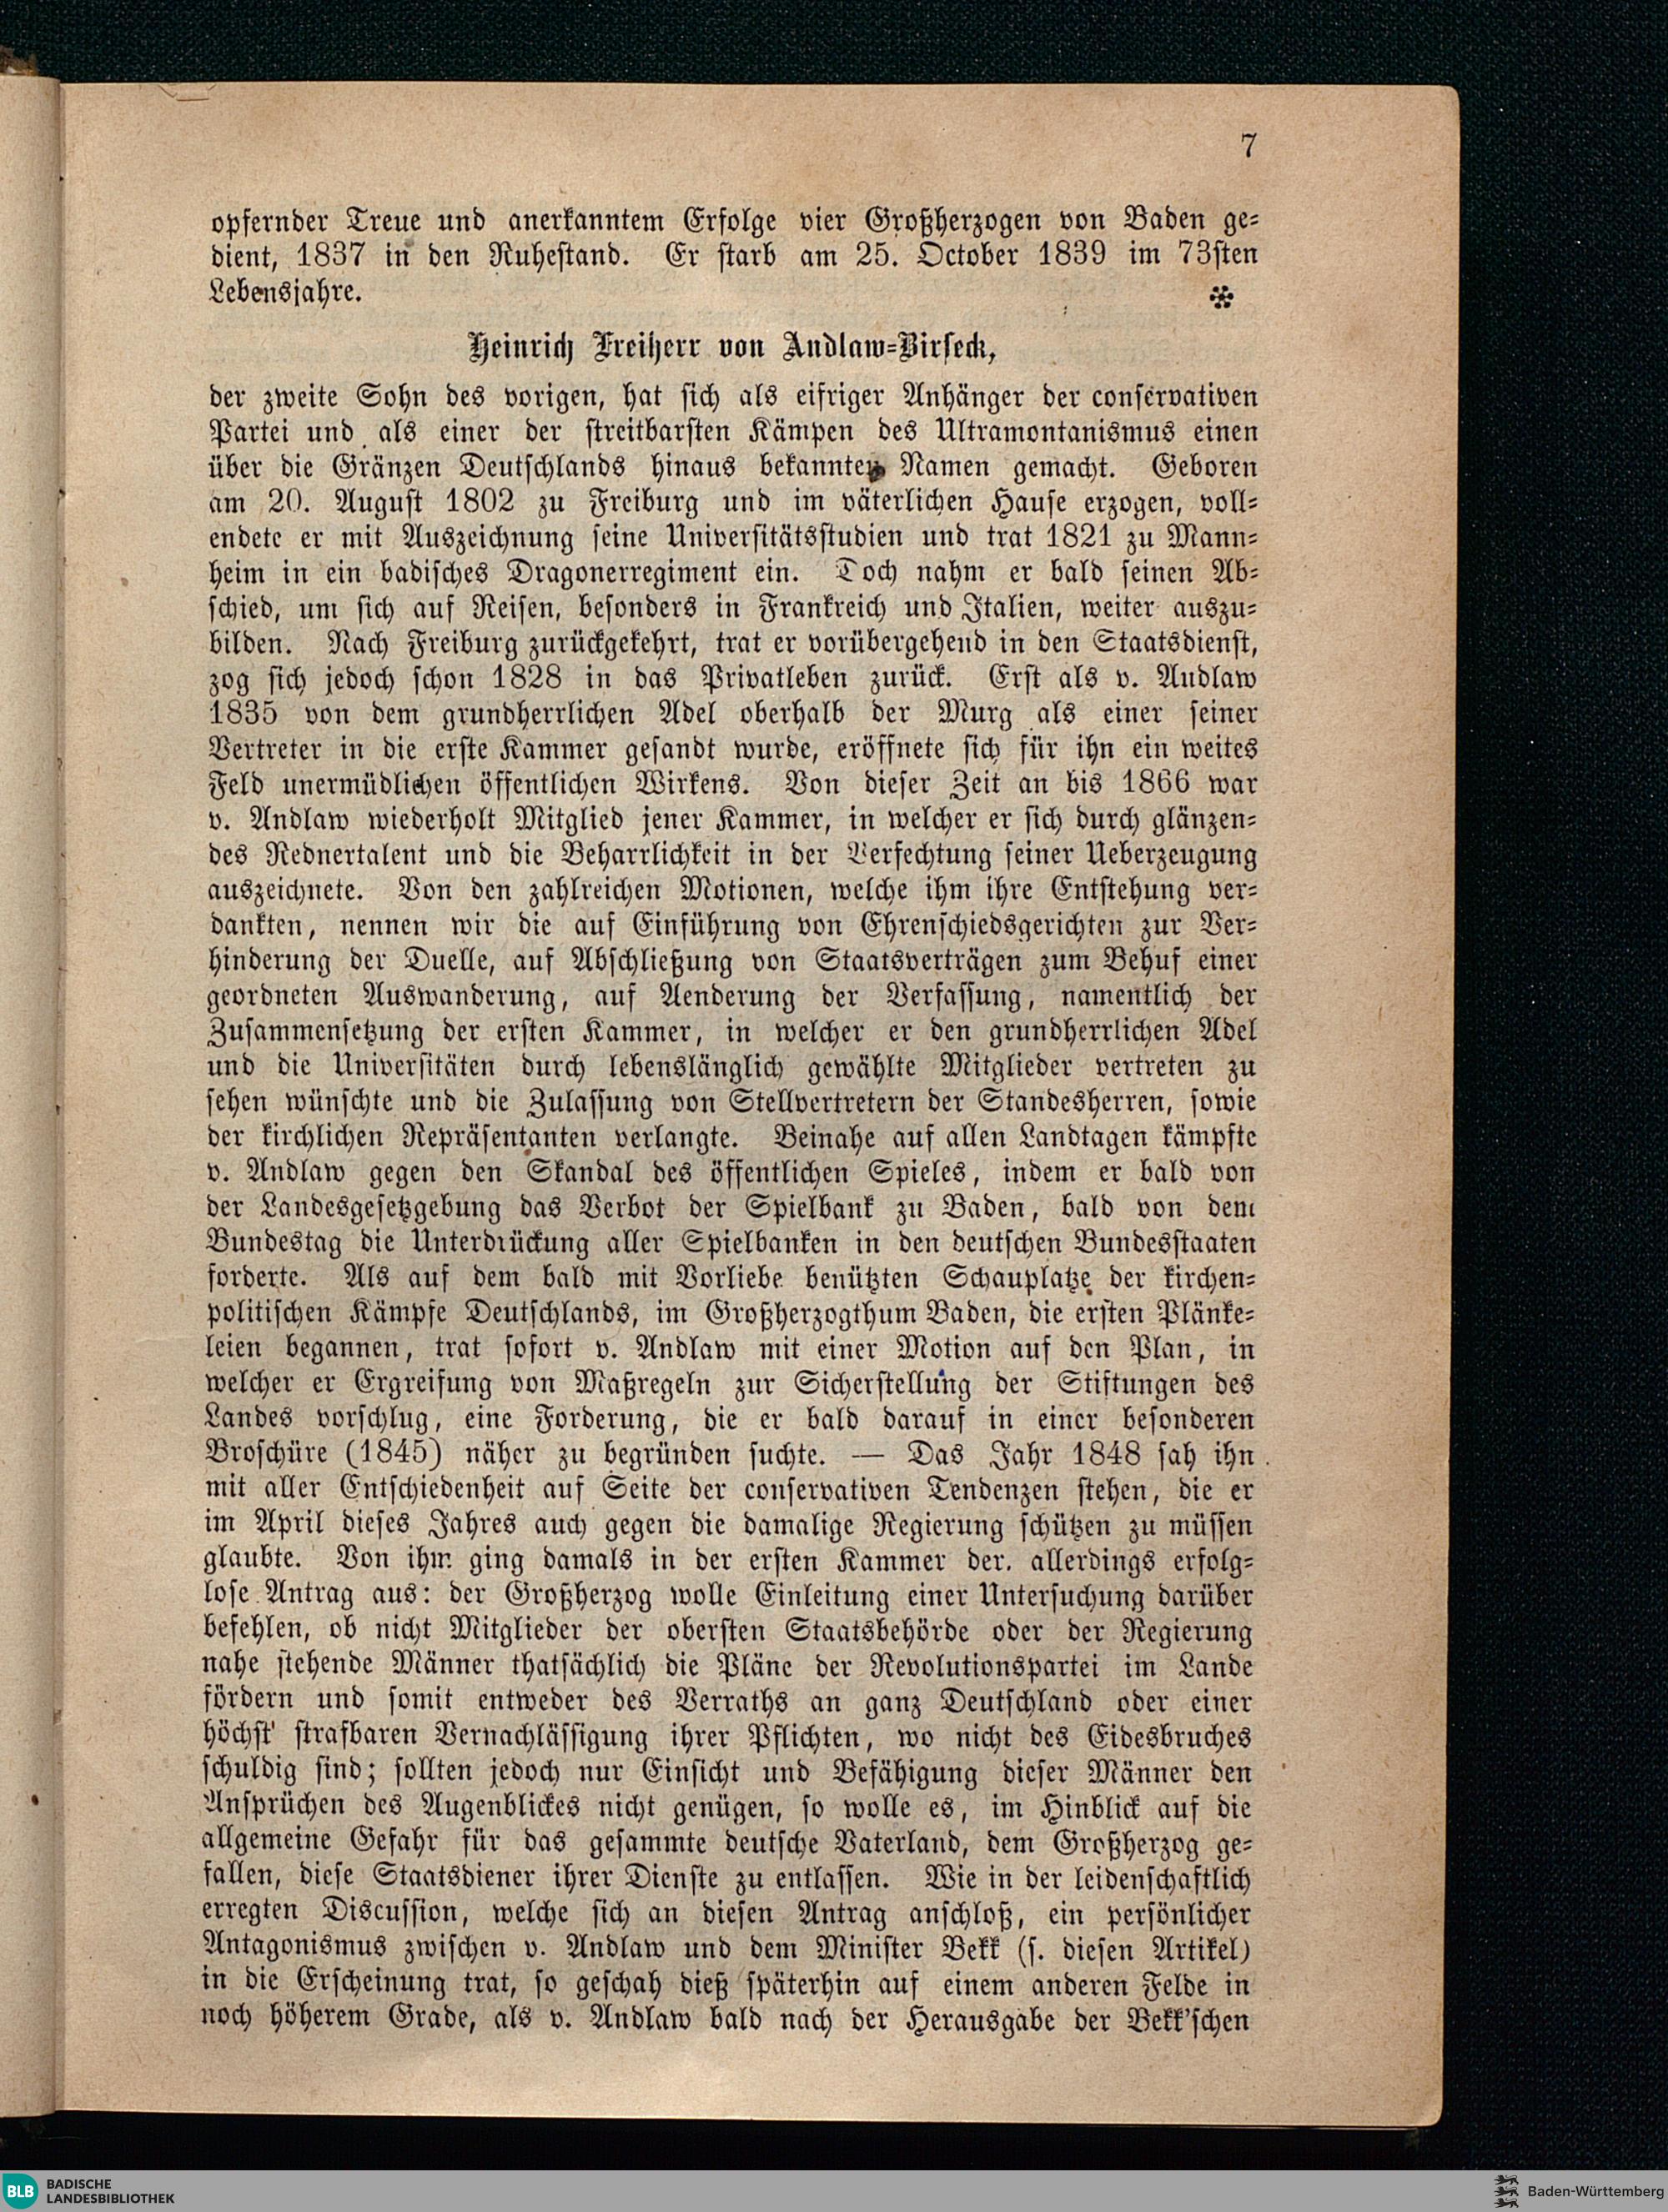 7
opfernder Treue und anerkanntem Erfolge vier Großherzogen von Baden ge-
dient, 1837 in den Ruhestand. Er starb am 25. October 1839 im 73sten
Lebensjahre. *
Heinrich Freiherr von Andlaw-Birseck,
der zweite Sohn des vorigen, hat sich als eifriger Anhänger der conservativen
Partei und als einer der streitbarsten Kämpen des Ultramontanismus einen
über die Gränzen Deutschlands hinaus bekannten Namen gemacht. Geboren
am 20. August 1802 zu Freiburg und im väterlichen Hause erzogen, voll-
endete er mit Auszeichnung seine Universitätsstudien und trat 1821 zu Mann-
heim in ein badisches Dragonerregiment ein. Doch nahm er bald seinen Ab-
schied, um sich auf Reisen, besonders in Frankreich und Italien, weiter auszu-
bilden. Nach Freiburg zurückgekehrt, trat er vorübergehend in den Staatsdienst,
zog sich jedoch schon 1828 in das Privatleben zurück. Erst als v. Andlaw
1835 von dem grundherrlichen Adel oberhalb der Murg als einer seiner
Vertreter in die erste Kammer gesandt wurde, eröffnete sich für ihn ein weites
Feld unermüdlichen öffentlichen Wirkens. Von dieser Zeit an bis 1866 war
v. Andlaw wiederholt Mitglied jener Kammer, in welcher er sich durch glänzen-
des Rednertalent und die Beharrlichkeit in der Verfechtung seiner Ueberzeugung
auszeichnete. Von den zahlreichen Motionen, welche ihm ihre Entstehung ver-
dankten, nennen wir die auf Einführung von Ehrenschiedsgerichten zur Ver-
hinderung der Duelle, auf Abschließung von Staatsverträgen zum Behuf einer
geordneten Auswanderung, auf Aenderung der Verfassung, namentlich der
Zusammensetzung der ersten Kammer, in welcher er den grundherrlichen Adel
und die Universitäten durch lebenslänglich gewählte Mitglieder vertreten zu
sehen wünschte und die Zulassung von Stellvertretern der Standesherren, sowie
der kirchlichen Repräsentanten verlangte. Beinahe auf allen Landtagen kämpfte
v. Andlaw gegen den Skandal des öffentlichen Spieles, indem er bald von
der Landesgesetzgebung das Verbot der Spielbank zu Baden, bald von dem
Bundestag die Unterdrückung aller Spielbanken in den deutschen Bundesstaaten
forderte. Als auf dem bald mit Vorliebe benützten Schauplatze der kirchen-
politischen Kämpfe Deutschlands, im Großherzogthum Baden, die ersten Plänke-
leien begannen, trat sofort v. Andlaw mit einer Motion auf den Plan, in
welcher er Ergreifung von Maßregeln zur Sicherstellung der Stiftungen des
Landes vorschlug, eine Forderung, die er bald darauf in einer besonderen
Broschüre (1845) näher zu begründen suchte. — Das Jahr 1848 sah ihn
mit aller Entschiedenheit auf Seite der conservativen Tendenzen stehen, die er
im April dieses Jahres auch gegen die damalige Regierung schützen zu müssen
glaubte. Von ihm ging damals in der ersten Kammer der allerdings erfolg-
lose Antrag aus: der Großherzog wolle Einleitung einer Untersuchung darüber
befehlen, ob nicht Mitglieder der obersten Staatsbehörde oder der Regierung
nahe stehende Männer thatsächlich die Pläne der Revolutionspartei im Lande
fördern und somit entweder des Verraths an ganz Deutschland oder einer
höchst strafbaren Vernachlässigung ihrer Pflichten, wo nicht des Eidesbruches
schuldig sind; sollten jedoch nur Einsicht und Befähigung dieser Männer den
Ansprüchen des Augenblickes nicht genügen, so wolle es, im Hinblick auf die
allgemeine Gefahr für das gesammte deutsche Vaterland, dem Großherzog ge-
fallen, diese Staatsdiener ihrer Dienste zu entlassen. Wie in der leidenschaftlich
erregten Discussion, welche sich an diesen Antrag anschloß, ein persönlicher
Antagonismus zwischen v. Andlaw und dem Minister Bekk (s. diesen Artikel)
in die Erscheinung trat, so geschah dieß späterhin auf einem anderen Felde in
noch höherem Grade, als v. Andlaw bald nach der Herausgabe der Bekk'schen
BLB BADISCHE
LANDESBIBLIOTHEK
Baden-Württemberg